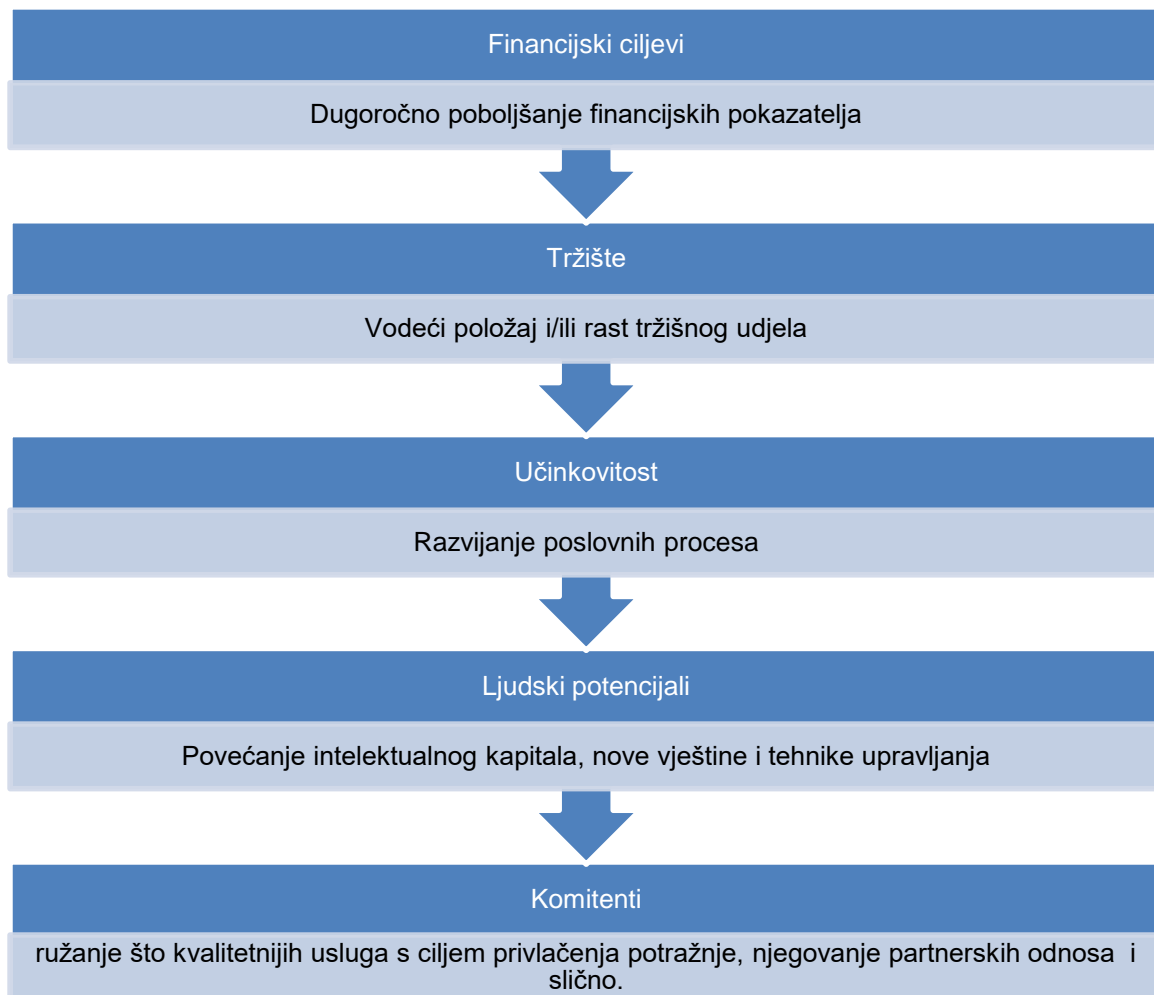 Financijski ciljevi
Dugoročno poboljšanje financijskih pokazatelja
Tržište
Vodeći položaj i/ili rast tržišnog udjela
Učinkovitost
Razvijanje poslovnih procesa
Ljudski potencijali
Povećanje intelektualnog kapitala, nove vještine i tehnike upravljanja
Komitenti
ružanje što kvalitetnijih usluga s ciljem privlačenja potražnje, njegovanje partnerskih odnosa i
slično.